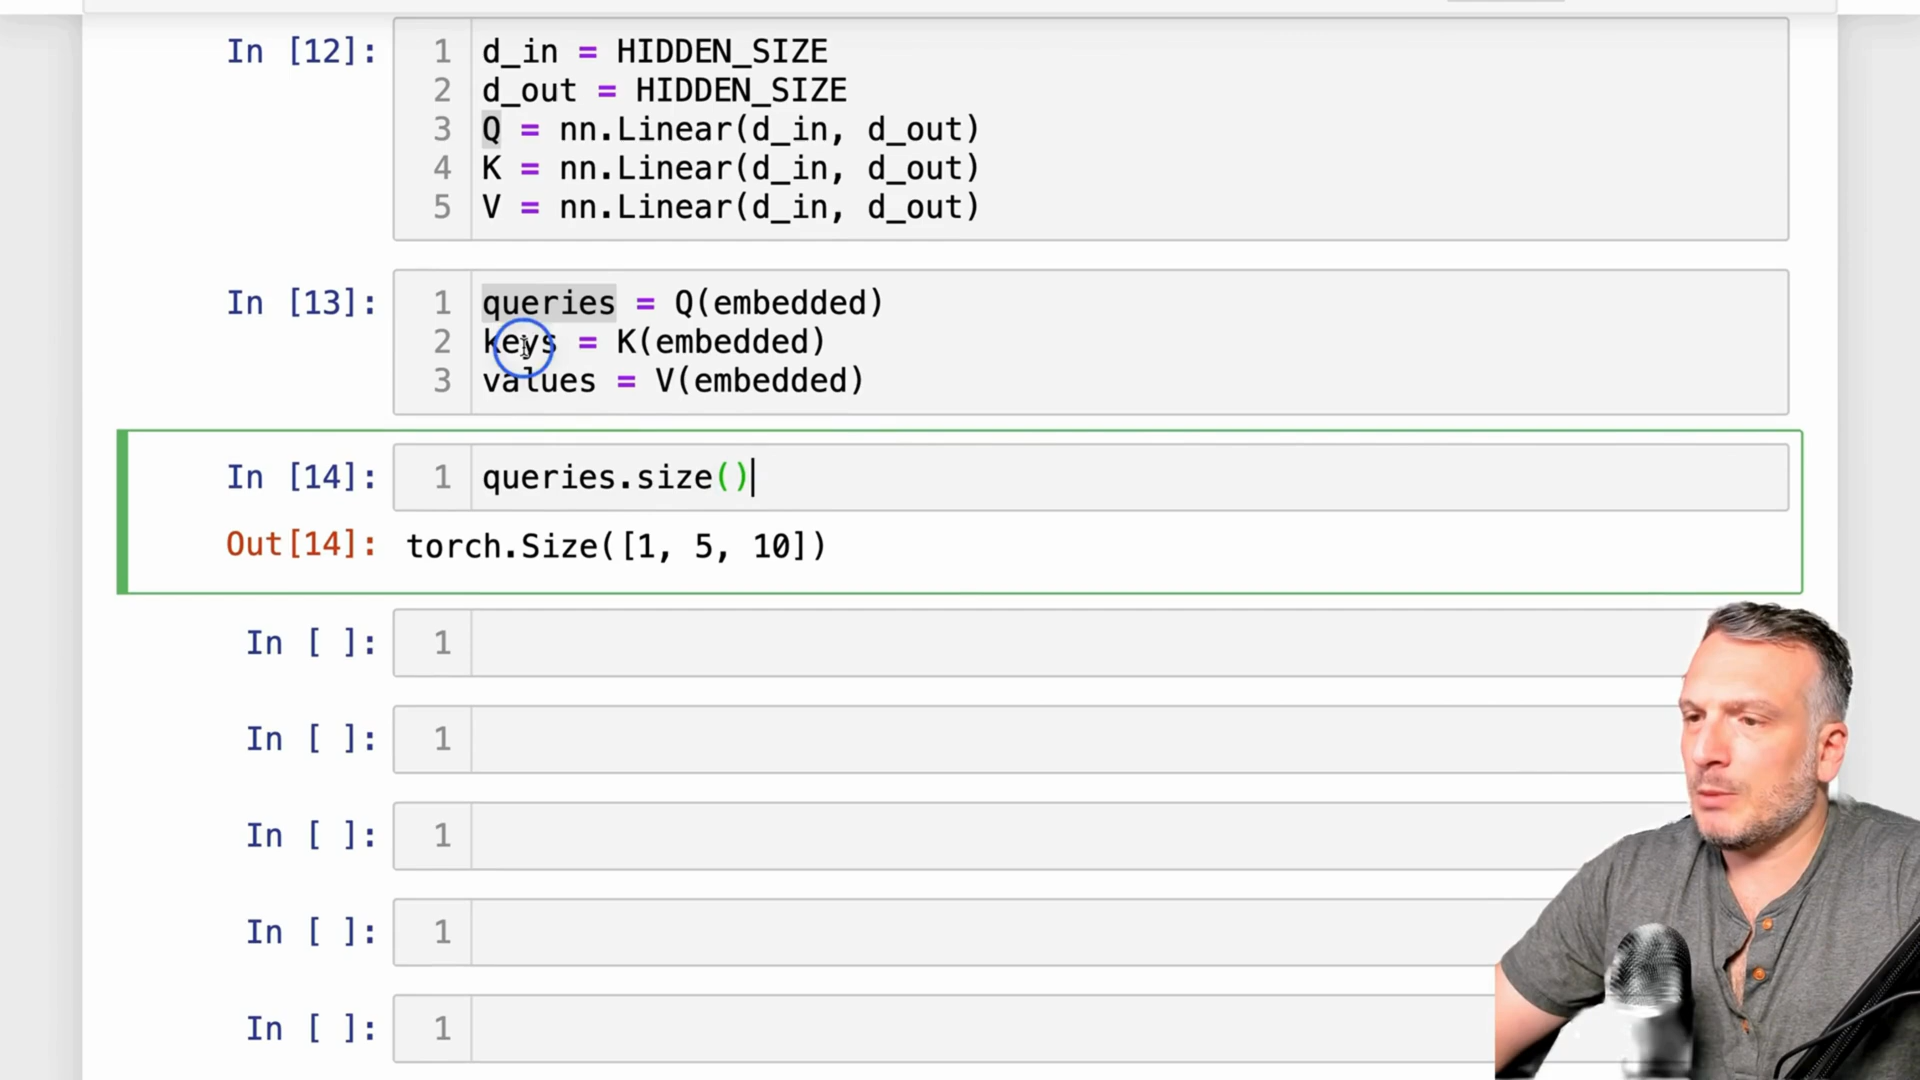 In [12]:
1 d_in = HIDDEN_SIZE
2 d_out = HIDDEN_SIZE
3 Q = nn.Linear(d_in, d_out)
4 K = nn.Linear(d_in, d_out)
5 V = nn.Linear(d_in, d_out)
In [13]:
1 queries = Q(embedded)
2 keys = K(embedded)
3 values = V(embedded)
In [14]:
1 queries.size()
Out[14]: torch.Size([1, 5, 10])
In [ ]: 1
In [ ]: 1
In [ ]: 1
In [ ]: 1
In [ ]: 1